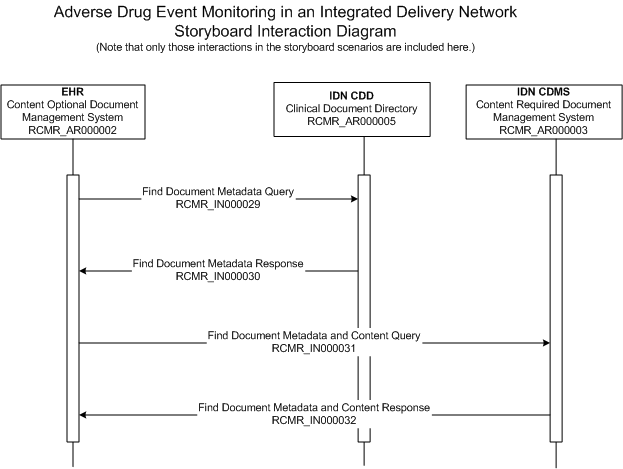 Adverse Drug Event Monitoring in an Integrated Delivery Network
Storyboard Interaction Diagram
(Note that only those interactions in the storyboard scenarios are included here.)
EHR
Content Optional Document
Management System
RCMR_AR000002
IDN CDD
Clinical Document Directory
RCMR_AR000005
IDN CDMS
Content Required Document
Management System
RCMR_AR000003
Find Document Metadata Query
RCMR_IN000029
Find Document Metadata Response
RCMR_IN000030
Find Document Metadata and Content Query
RCMR_IN000031
Find Document Metadata and Content Response
RCMR_IN000032